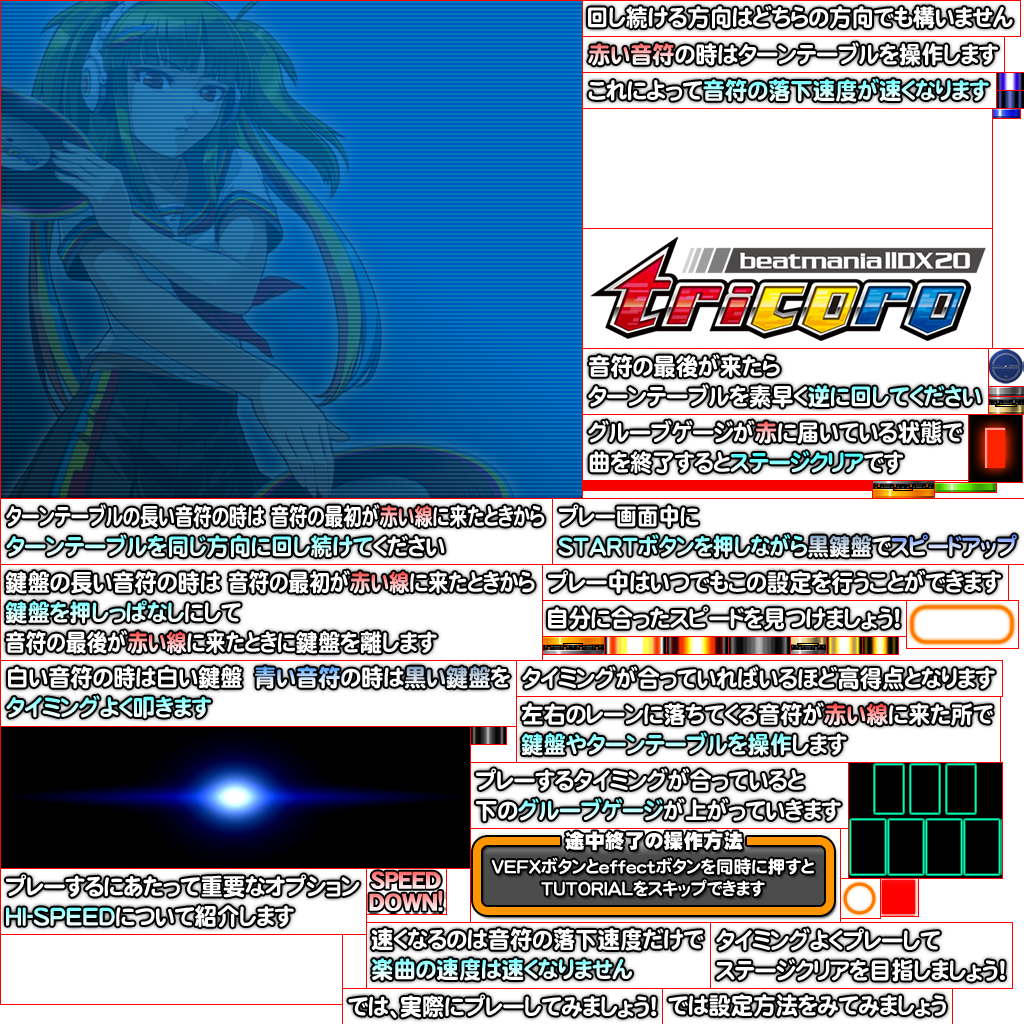 回し続ける方向はどちらの方向でも構いません
赤い音符の時はターンテーブルを操作します
これによって音符の落下速度が速くなります
beatmania IIDX 20
tricoro
音符の最後が来たら
ターンテーブルを素早く逆に回してください
グルーブゲージが赤に届いている状態で
曲を終了するとステージクリアです
ターンテーブルの長い音符の時は 音符の最初が赤い線に来たときから
ターンテーブルを同じ方向に回し続けてください
プレー画面中に
STARTボタンを押しながら黒鍵盤でスピードアップ
鍵盤の長い音符の時は 音符の最初が赤い線に来たときから
鍵盤を押しっぱなしにして
音符の最後が赤い線に来たときに鍵盤を離します
プレー中はいつでもこの設定を行うことができます
自分に合ったスピードを見つけましょう!
白い音符の時は白い鍵盤 青い音符の時は黒い鍵盤を
タイミングよく叩きます
タイミングが合っていればいるほど高得点となります
左右のレーンに落ちてくる音符が赤い線に来た所で
鍵盤やターンテーブルを操作します
プレーするタイミングが合っていると
下のグルーブゲージが上がっていきます
途中終了の操作方法
VEFXボタンとeffectボタンを同時に押すと
TUTORIALをスキップできます
プレーするにあたって重要なオプション
HI-SPEEDについて紹介します
SPEED
DOWN!
速くなるのは音符の落下速度だけで
楽曲の速度は速くなりません
タイミングよくプレーして
ステージクリアを目指しましょう!
では、実際にプレーしてみましょう!
では設定方法をみてみましょう